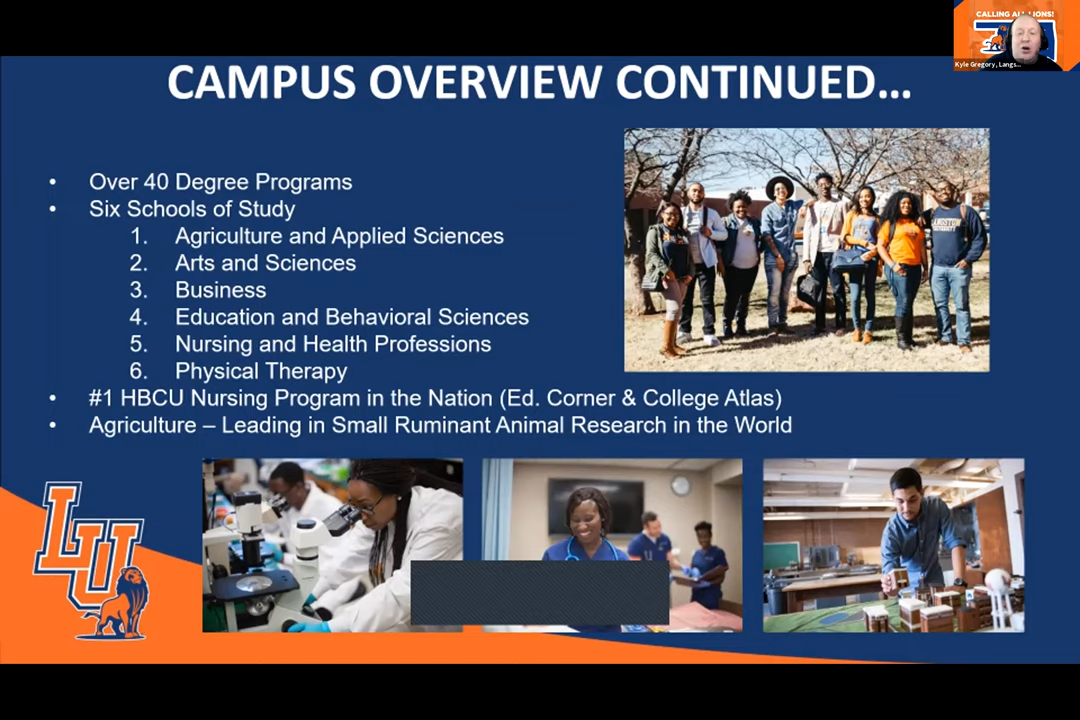 CALLING ALL LIONS!
Kyle Gregory, Langs...
CAMPUS OVERVIEW CONTINUED...
• Over 40 Degree Programs
• Six Schools of Study
1. Agriculture and Applied Sciences
2. Arts and Sciences
3. Business
4. Education and Behavioral Sciences
5. Nursing and Health Professions
6. Physical Therapy
• #1 HBCU Nursing Program in the Nation (Ed. Corner & College Atlas)
• Agriculture – Leading in Small Ruminant Animal Research in the World
LU